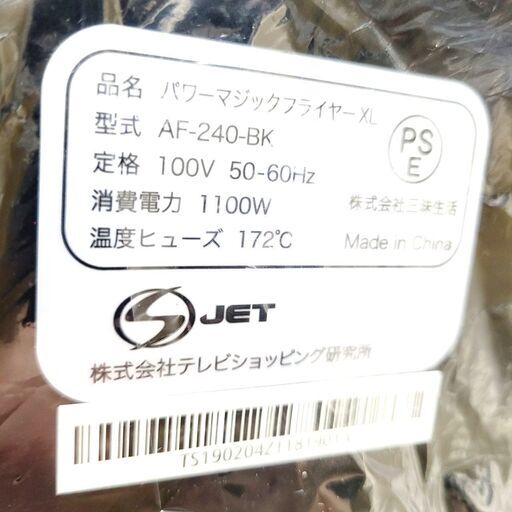 品名 パワーマジックフライヤーXL
型式 AF-240-BK
定格 100V 50-60Hz
消費電力 1100W
温度ヒューズ 172℃
PS
E
株式会社三味生活
Made in China
JET
株式会社テレビショッピング研究所